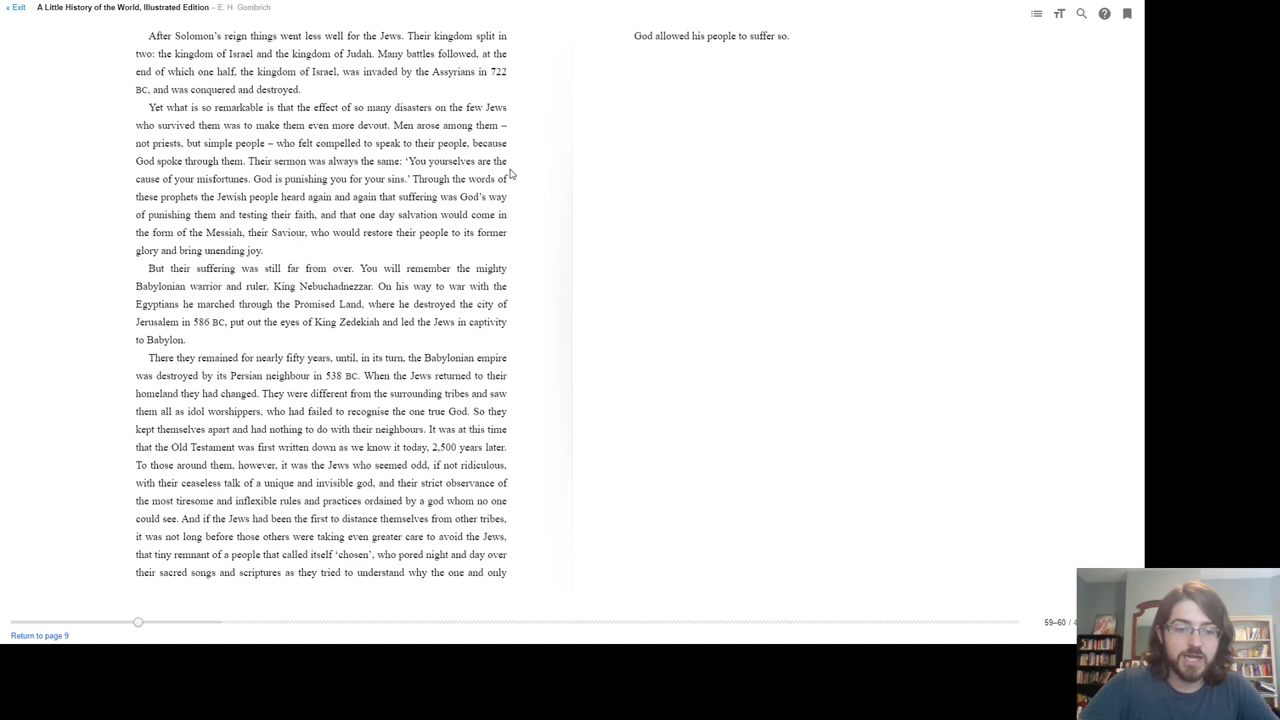 « Exit A Little History of the World, Illustrated Edition – E. H. Gombrich
After Solomon’s reign things went less well for the Jews. Their kingdom split in
two: the kingdom of Israel and the kingdom of Judah. Many battles followed, at the
end of which one half, the kingdom of Israel, was invaded by the Assyrians in 722
BC, and was conquered and destroyed.
Yet what is so remarkable is that the effect of so many disasters on the few Jews
who survived them was to make them even more devout. Men arose among them –
not priests, but simple people – who felt compelled to speak to their people, because
God spoke through them. Their sermon was always the same: ‘You yourselves are the
cause of your misfortunes. God is punishing you for your sins.’ Through the words of
these prophets the Jewish people heard again and again that suffering was God’s way
of punishing them and testing their faith, and that one day salvation would come in
the form of the Messiah, their Saviour, who would restore their people to its former
glory and bring unending joy.
But their suffering was still far from over. You will remember the mighty
Babylonian warrior and ruler, King Nebuchadnezzar. On his way to war with the
Egyptians he marched through the Promised Land, where he destroyed the city of
Jerusalem in 586 BC, put out the eyes of King Zedekiah and led the Jews in captivity
to Babylon.
There they remained for nearly fifty years, until, in its turn, the Babylonian empire
was destroyed by its Persian neighbour in 538 BC. When the Jews returned to their
homeland they had changed. They were different from the surrounding tribes and saw
them all as idol worshippers, who had failed to recognise the one true God. So they
kept themselves apart and had nothing to do with their neighbours. It was at this time
that the Old Testament was first written down as we know it today, 2,500 years later.
To those around them, however, it was the Jews who seemed odd, if not ridiculous,
with their ceaseless talk of a unique and invisible god, and their strict observance of
the most tiresome and inflexible rules and practices ordained by a god whom no one
could see. And if the Jews had been the first to distance themselves from other tribes,
it was not long before those others were taking even greater care to avoid the Jews,
that tiny remnant of a people that called itself ‘chosen’, who pored night and day over
their sacred songs and scriptures as they tried to understand why the one and only
God allowed his people to suffer so.
59–60 /
Return to page 9